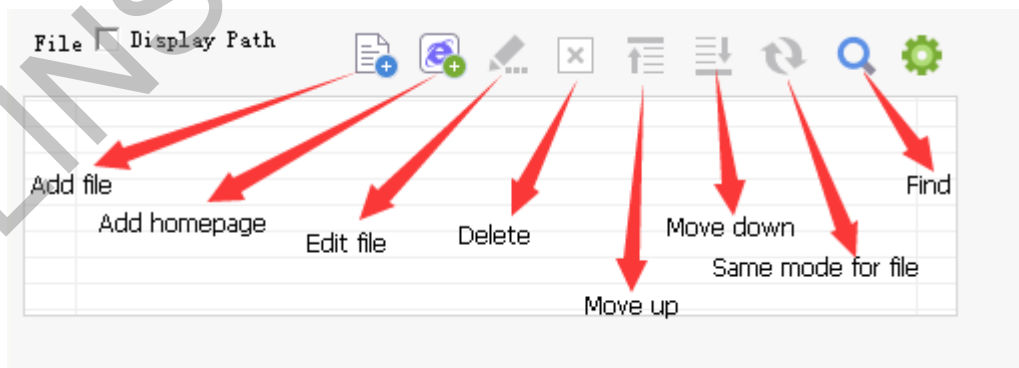 File Display Path
Add file
Find
Add homepage
Edit file
Delete
Move down
Same mode for file
Move up